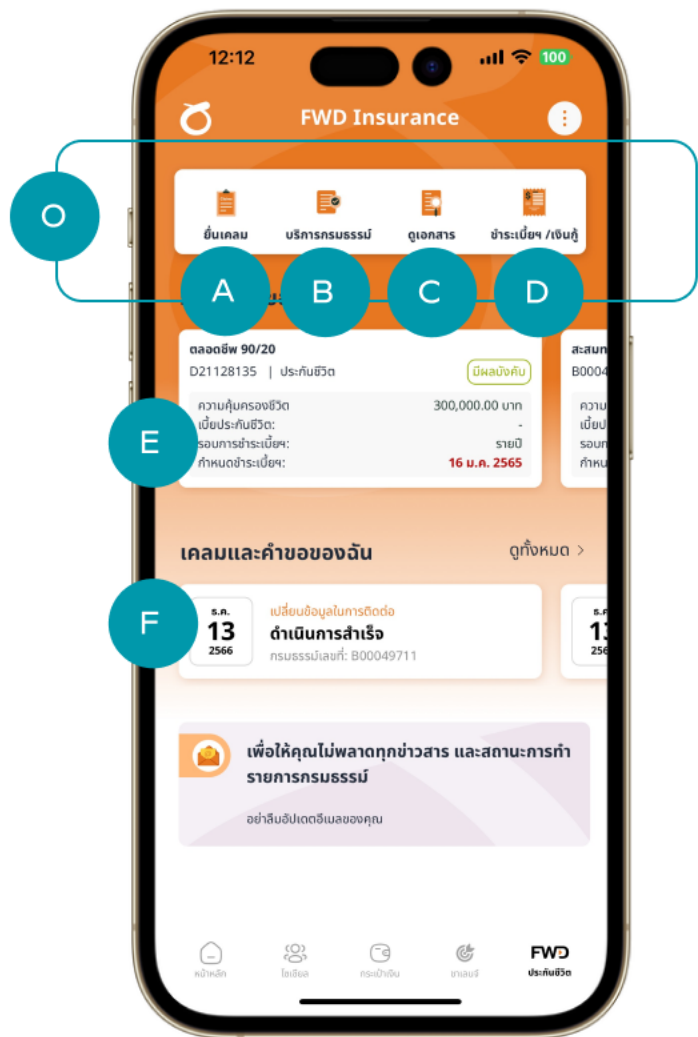 12:12
100
FWD Insurance
O
ยื่นเคลม
บริการกรมธรรม์
ดูเอกสาร
ชำระเบี้ยฯ /เงินกู้
A
B
C
D
ตลอดชีพ 90/20
D21128135 | ประกันชีวิต
มีผลบังคับ
ความคุ้มครองชีวิต 300,000.00 บาท
เบี้ยประกันชีวิต: -
รอบการชำระเบี้ยฯ: รายปี
กำหนดชำระเบี้ยฯ: 16 ม.ค. 2565
E
B0004
เคลมและคำขอของฉัน
ดูทั้งหมด >
F
ธ.ค.
13
2566
เปลี่ยนข้อมูลในการติดต่อ
ดำเนินการสำเร็จ
กรมธรรม์เลขที่: B00049711
เพื่อให้คุณไม่พลาดทุกข่าวสาร และสถานะการทำ
รายการกรมธรรม์
อย่าลืมอัปเดตอีเมลของคุณ
หน้าหลัก
โซเชียล
กระเป๋าเงิน
ชาเลนจ์
FWD
ประกันชีวิต